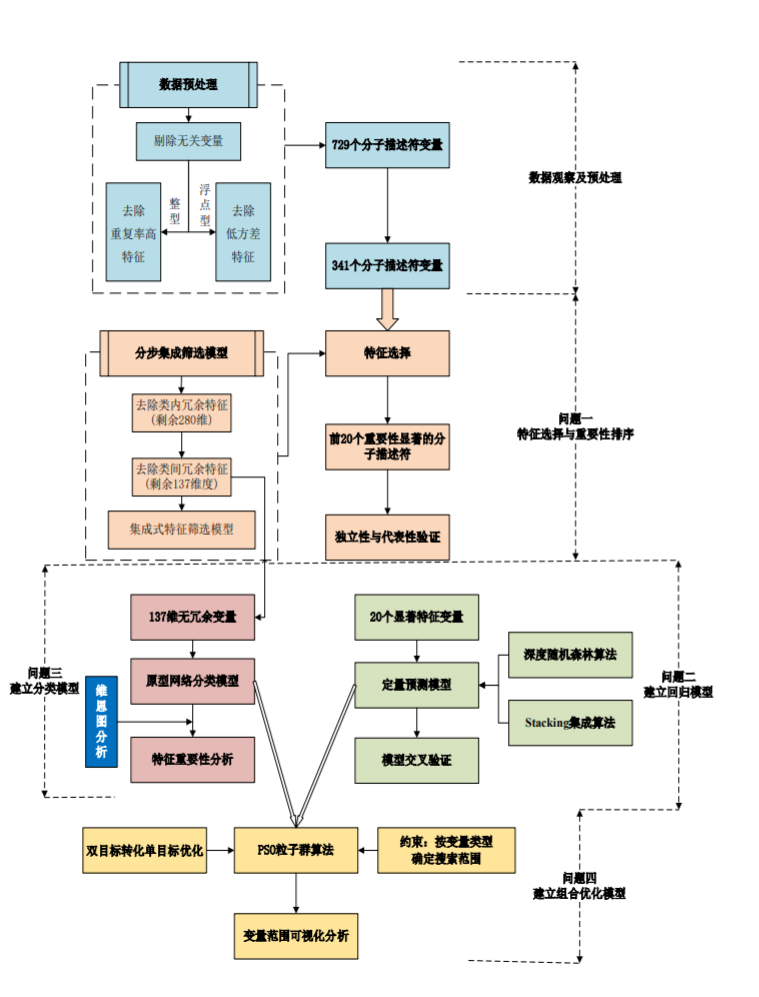 数据预处理
剔除无关变量
729个分子描述符变量
数据观察及预处理
去除
重复率高
特征
整
型
浮
点
型
去除
低方差
特征
341个分子描述符变量
分步集成筛选模型
特征选择
去除类内冗余特征
(剩余280维)
问题一
特征选择与重要性排序
前20个重要性显著的分
子描述符
去除类间冗余特征
(剩余137维度)
集成式特征筛选模型
独立性与代表性验证
137维无冗余变量
20个显著特征变量
深度随机森林算法
问题三
建立分类模型
原型网络分类模型
定量预测模型
问题二
建立回归模型
维
恩
图
分
析
Stacking集成算法
特征重要性分析
模型交叉验证
双目标转化单目标优化
PSO粒子群算法
约束：按变量类型
确定搜索范围
问题四
建立组合优化模型
变量范围可视化分析